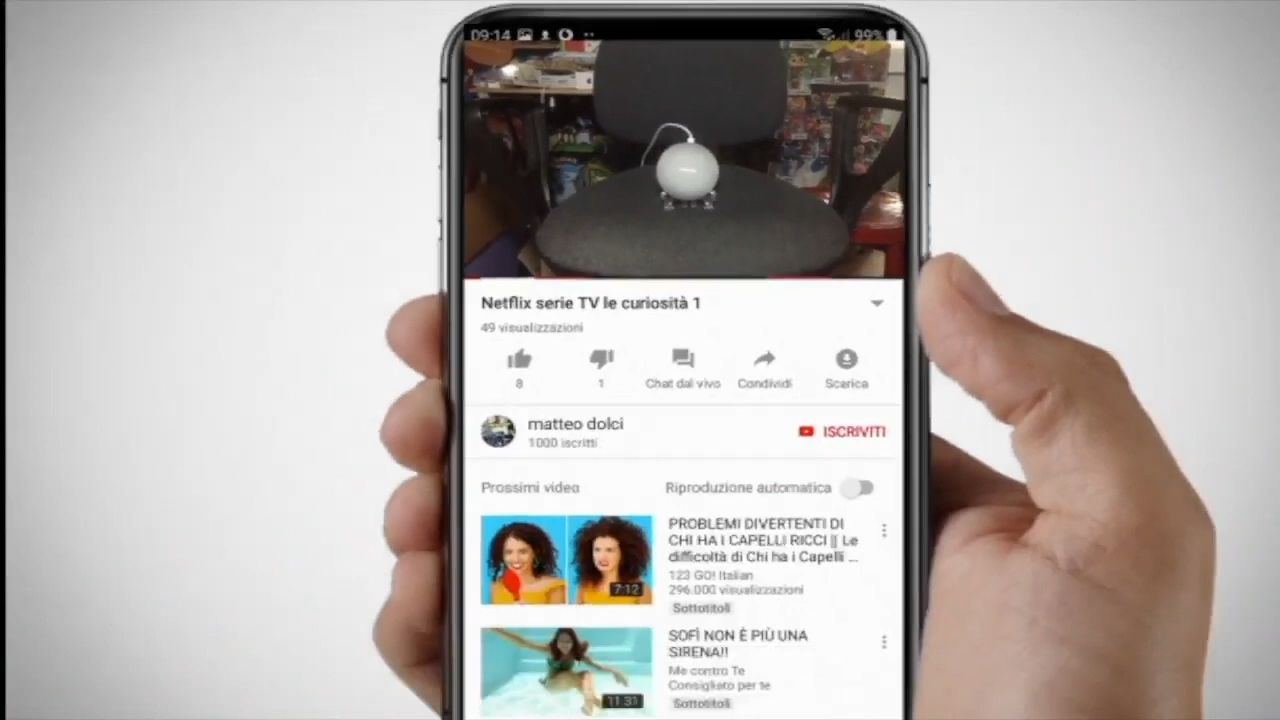 09:14
99%
Netflix serie TV le curiosità 1
49 visualizzazioni
8
1
Chat dal vivo
Condividi
Scarica
matteo dolci
1000 iscritti
ISCRIVITI
Prossimi video
Riproduzione automatica
PROBLEMI DIVERTENTI DI
CHI HA I CAPELLI RICCI || Le
difficoltà di Chi ha i Capelli ...
123 GO! Italian
296.000 visualizzazioni
Sottotitoli
7:12
SOFÌ NON È PIÙ UNA
SIRENA!!
Me contro Te
Consigliato per te
Sottotitoli
11:31